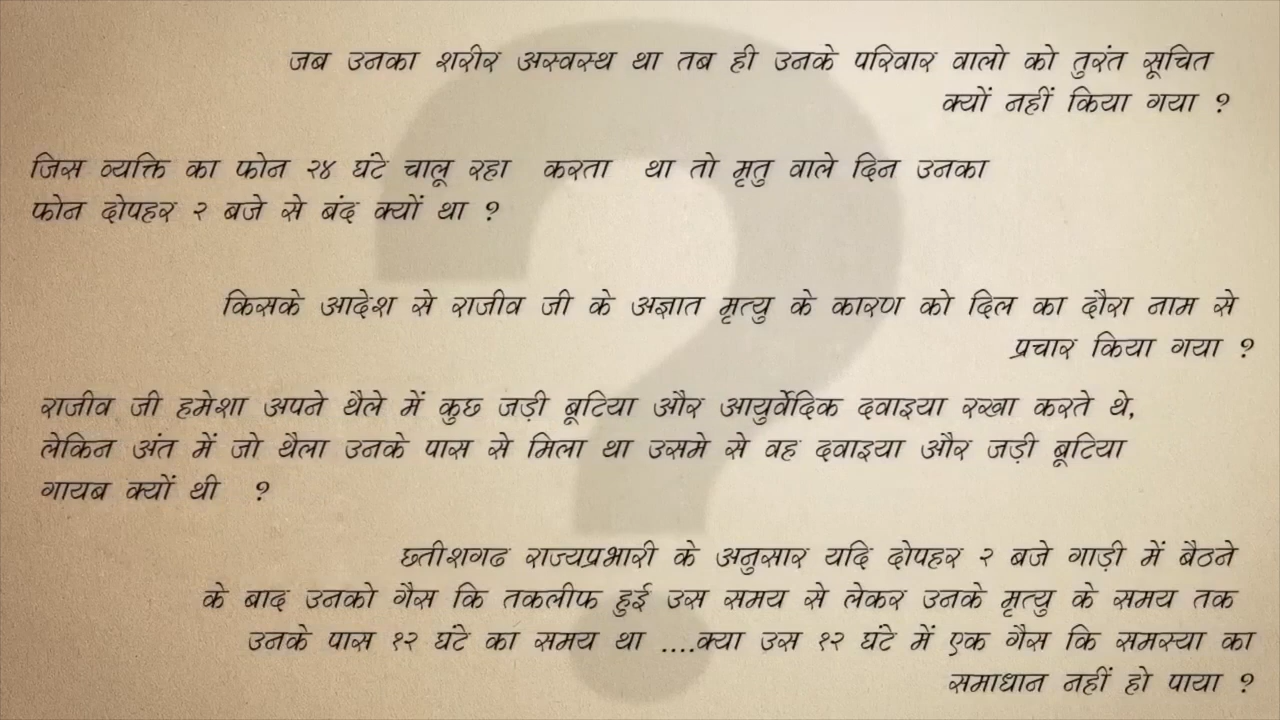 जब उनका शरीर अस्वस्थ था तब ही उनके परिवार वालो को तुरंत सूचित
क्यों नहीं किया गया ?
जिस व्यक्ति का फोन २४ घंटे चालू रहा करता था तो मृतु वाले दिन उनका
फोन दोपहर २ बजे से बंद क्यों था ?
किसके आदेश से राजीव जी के अज्ञात मृत्यु के कारण को दिल का दौरा नाम से
प्रचार किया गया ?
राजीव जी हमेशा अपने थैले में कुछ जड़ी बूटिया और आयुर्वेदिक दवाइया रखा करते थे,
लेकिन अंत में जो थैला उनके पास से मिला था उसमे से वह दवाइया और जड़ी बूटिया
गायब क्यों थी ?
छतीशगढ राज्यप्रभारी के अनुसार यदि दोपहर २ बजे गाड़ी में बैठने
के बाद उनको गैस कि तकलीफ हुई उस समय से लेकर उनके मृत्यु के समय तक
उनके पास १२ घंटे का समय था ....क्या उस १२ घंटे में एक गैस कि समस्या का
समाधान नहीं हो पाया ?